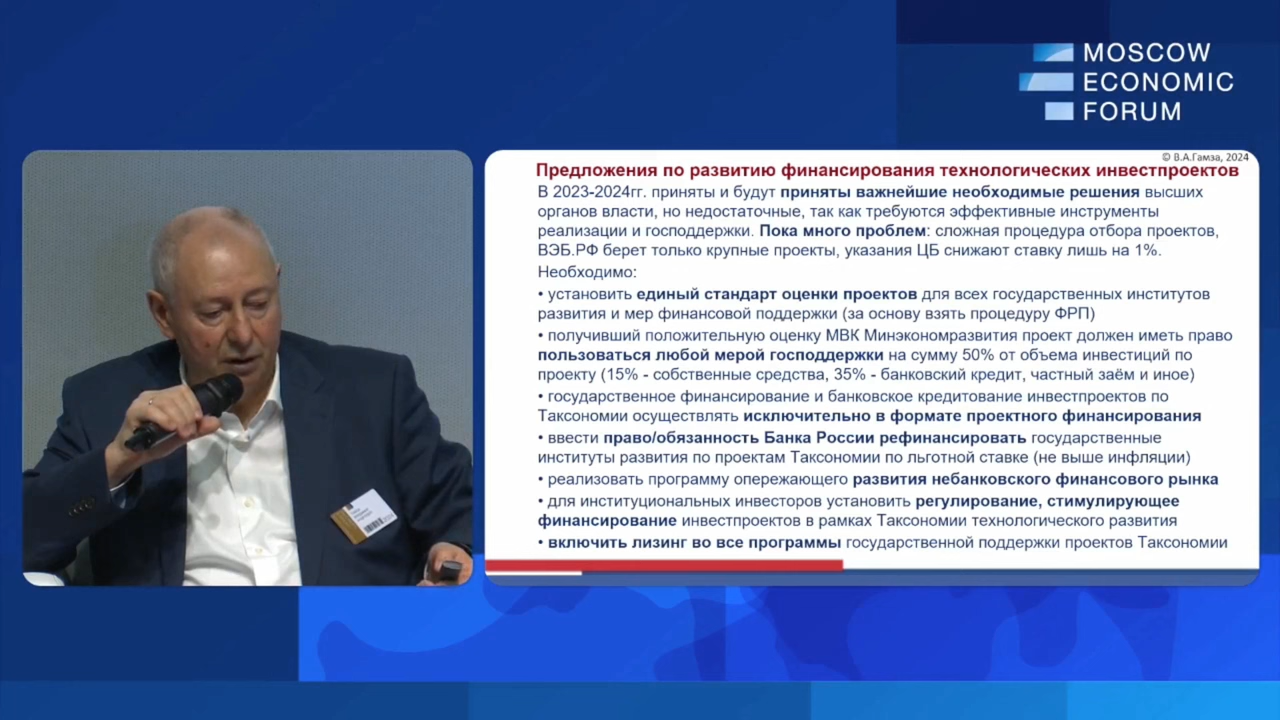 MOSCOW
ECONOMIC
FORUM
© В.А.Гамза, 2024
Предложения по развитию финансирования технологических инвестпроектов
В 2023-2024гг. приняты и будут приняты важнейшие необходимые решения высших
органов власти, но недостаточные, так как требуются эффективные инструменты
реализации и господдержки. Пока много проблем: сложная процедура отбора проектов,
ВЭБ.РФ берет только крупные проекты, указания ЦБ снижают ставку лишь на 1%.
Необходимо:
• установить единый стандарт оценки проектов для всех государственных институтов
развития и мер финансовой поддержки (за основу взять процедуру ФРП)
• получивший положительную оценку МВК Минэкономразвития проект должен иметь право
пользоваться любой мерой господдержки на сумму 50% от объема инвестиций по
проекту (15% - собственные средства, 35% - банковский кредит, частный заём и иное)
• государственное финансирование и банковское кредитование инвестпроектов по
Таксономии осуществлять исключительно в формате проектного финансирования
• ввести право/обязанность Банка России рефинансировать государственные
институты развития по проектам Таксономии по льготной ставке (не выше инфляции)
• реализовать программу опережающего развития небанковского финансового рынка
• для институциональных инвесторов установить регулирование, стимулирующее
финансирование инвестпроектов в рамках Таксономии технологического развития
• включить лизинг во все программы государственной поддержки проектов Таксономии